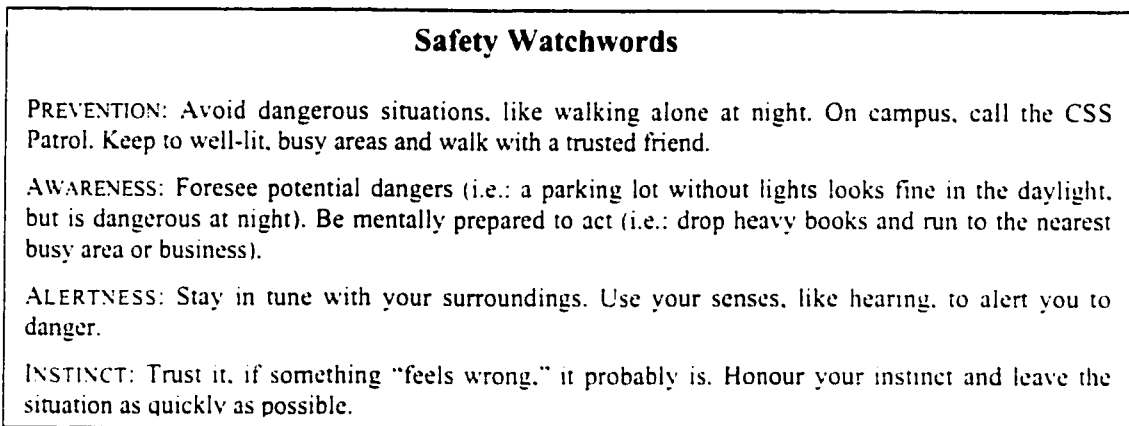 Safety Watchwords
PREVENTION: Avoid dangerous situations, like walking alone at night. On campus, call the CSS
Patrol. Keep to well-lit, busy areas and walk with a trusted friend.
AWARENESS: Foresee potential dangers (i.e.: a parking lot without lights looks fine in the daylight,
but is dangerous at night). Be mentally prepared to act (i.e.: drop heavy books and run to the nearest
busy area or business).
ALERTNESS: Stay in tune with your surroundings. Use your senses, like hearing, to alert you to
danger.
INSTINCT: Trust it, if something "feels wrong," it probably is. Honour your instinct and leave the
situation as quickly as possible.